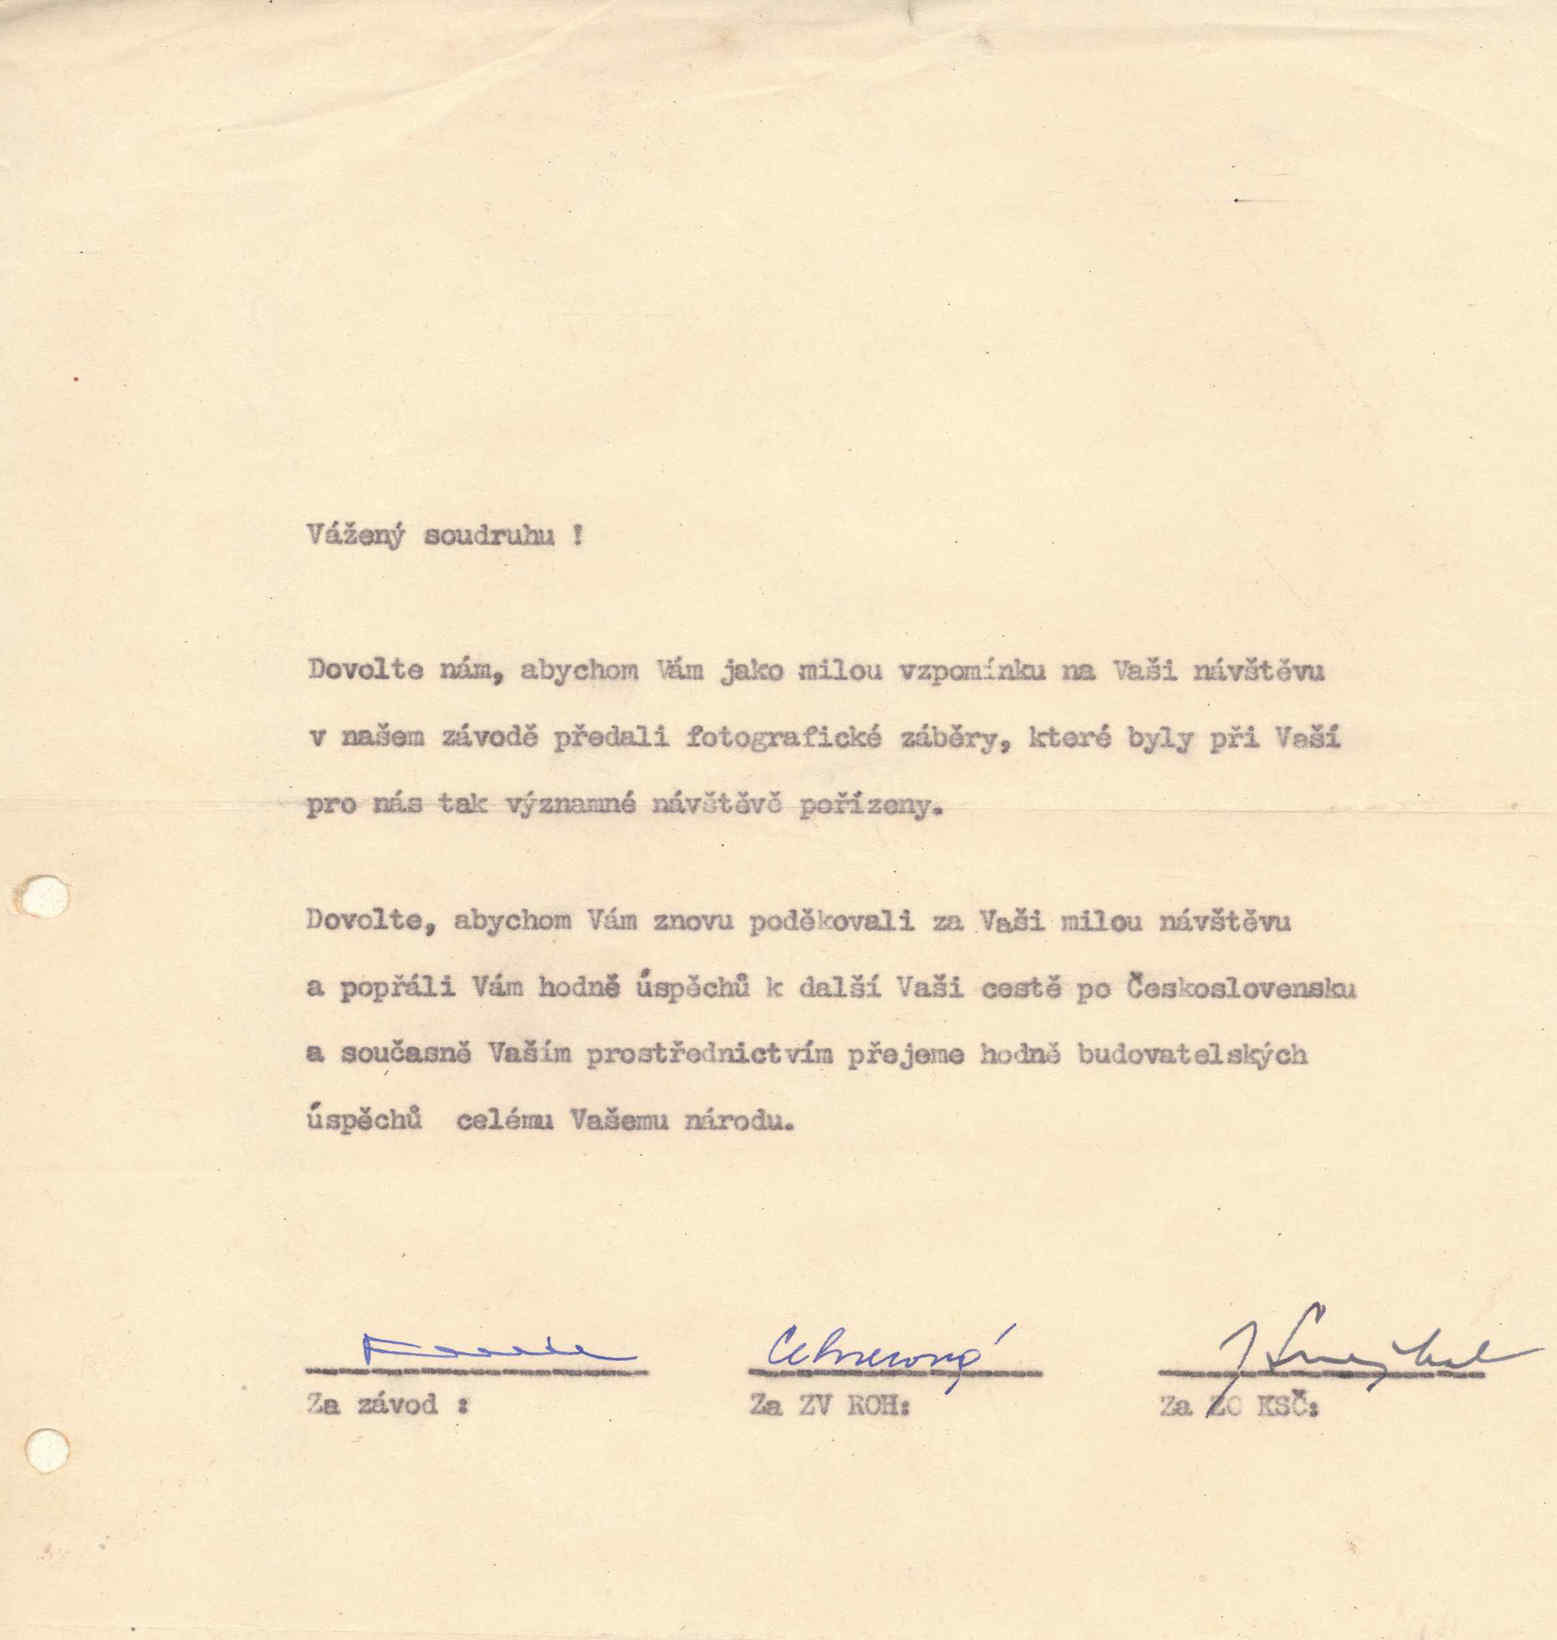 Vážený soudruhu !
Dovolte nám, abychom Vám jako milou vzpomínku na Vaši návštěvu
v našem závodě předali fotografické záběry, které byly při Vaší
pro nás tak významné návštěvě pořízeny.
Dovolte, abychom Vám znovu poděkovali za Vaši milou návštěvu
a popřáli Vám hodně úspěchů k další Vaši cestě po Československu
a současně Vaším prostřednictvím přejeme hodně budovatelských
úspěchů celému Vašemu národu.
Za závod : Za ZV ROH: Za ZO KSČ: